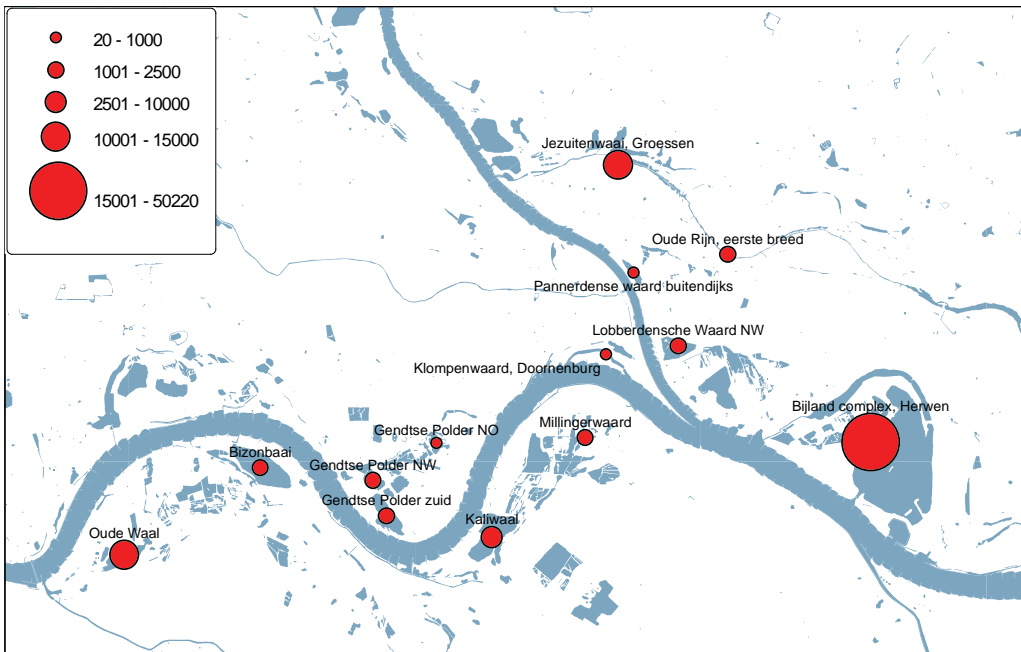 20 - 1000
1001 - 2500
2501 - 10000
10001 - 15000
15001 - 50220
Jezuitenwaai, Groessen
Oude Rijn, eerste breed
Pannerdense waard buitendijks
Lobberdensche Waard NW
Klompenwaard, Doornenburg
Bijland complex, Herwen
Millingerwaard
Gendtse Polder NO
Bizonbaai
Gendtse Polder NW
Gendtse Polder zuid
Kaliwaal
Oude Waal